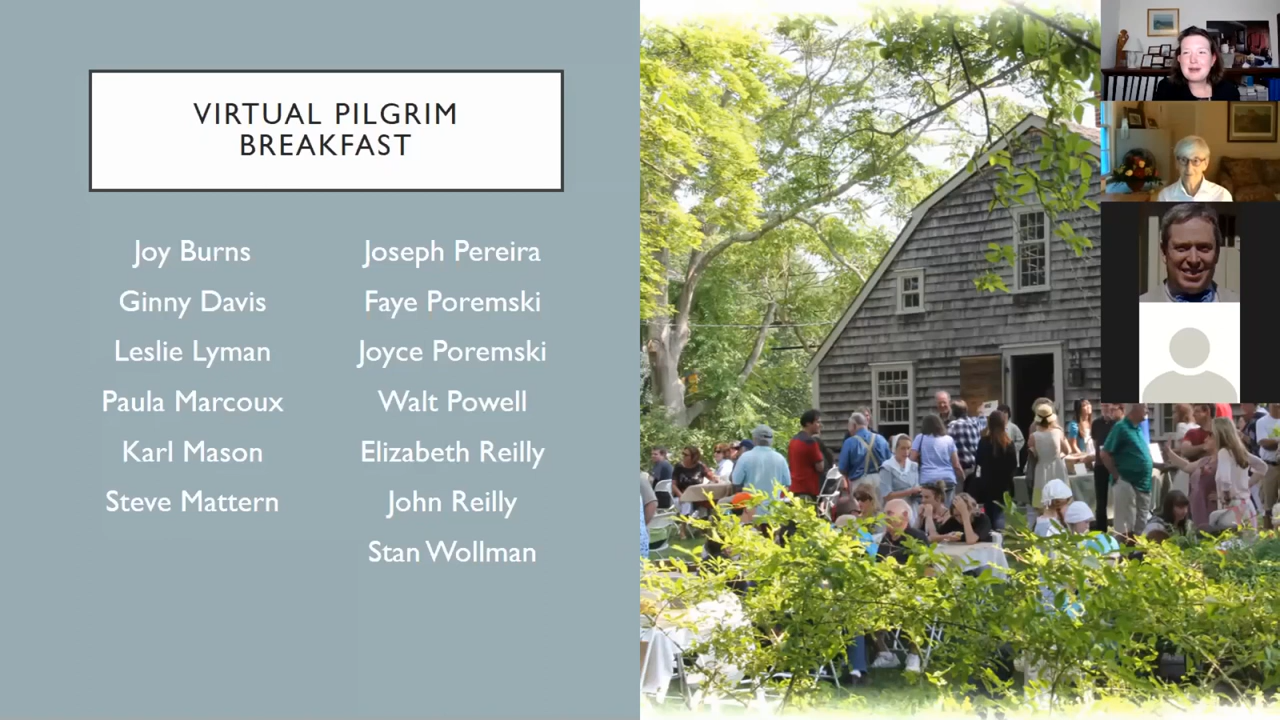 VIRTUAL PILGRIM
BREAKFAST
Joy Burns
Ginny Davis
Leslie Lyman
Paula Marcoux
Karl Mason
Steve Mattern
Joseph Pereira
Faye Poremski
Joyce Poremski
Walt Powell
Elizabeth Reilly
John Reilly
Stan Wollman